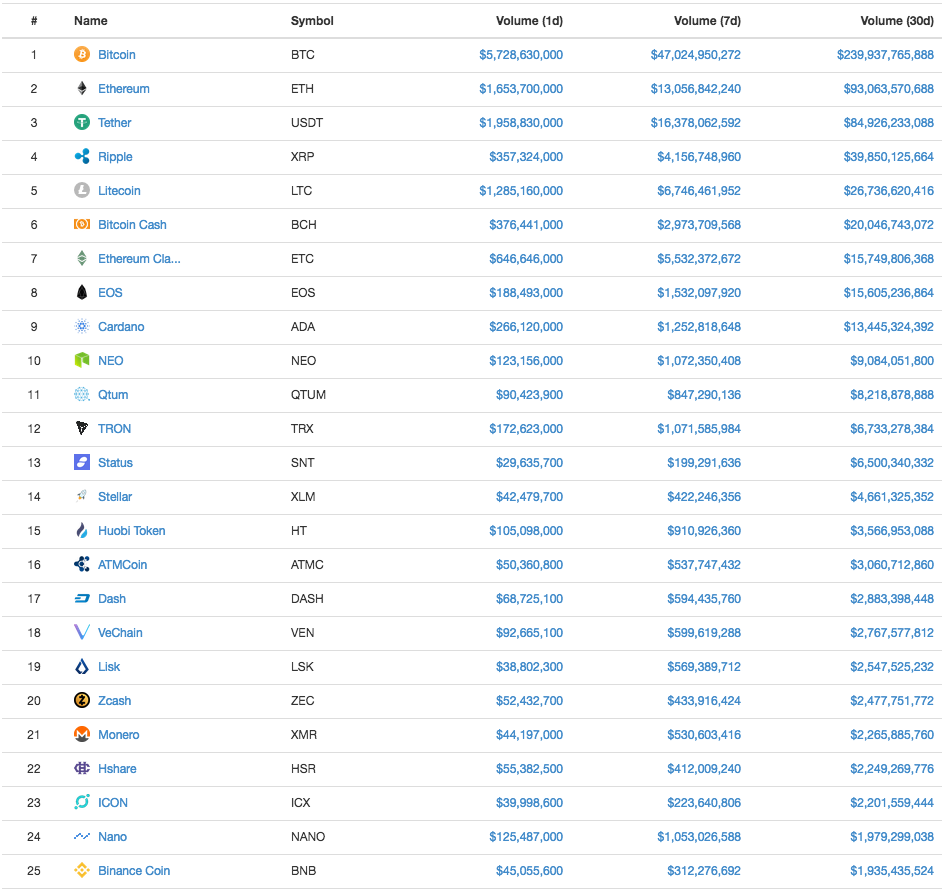 # Name Symbol Volume (1d) Volume (7d) Volume (30d)
1 Bitcoin BTC $5,728,630,000 $47,024,950,272 $239,937,765,888
2 Ethereum ETH $1,653,700,000 $13,056,842,240 $93,063,570,688
3 Tether USDT $1,958,830,000 $16,378,062,592 $84,926,233,088
4 Ripple XRP $357,324,000 $4,156,748,960 $39,850,125,664
5 Litecoin LTC $1,285,160,000 $6,746,461,952 $26,736,620,416
6 Bitcoin Cash BCH $376,441,000 $2,973,709,568 $20,046,743,072
7 Ethereum Cla... ETC $646,646,000 $5,532,372,672 $15,749,806,368
8 EOS EOS $188,493,000 $1,532,097,920 $15,605,236,864
9 Cardano ADA $266,120,000 $1,252,818,648 $13,445,324,392
10 NEO NEO $123,156,000 $1,072,350,408 $9,084,051,800
11 Qtum QTUM $90,423,900 $847,290,136 $8,218,878,888
12 TRON TRX $172,623,000 $1,071,585,984 $6,733,278,384
13 Status SNT $29,635,700 $199,291,636 $6,500,340,332
14 Stellar XLM $42,479,700 $422,246,356 $4,661,325,352
15 Huobi Token HT $105,098,000 $910,926,360 $3,566,953,088
16 ATMCoin ATMC $50,360,800 $537,747,432 $3,060,712,860
17 Dash DASH $68,725,100 $594,435,760 $2,883,398,448
18 VeChain VEN $92,665,100 $599,619,288 $2,767,577,812
19 Lisk LSK $38,802,300 $569,389,712 $2,547,525,232
20 Zcash ZEC $52,432,700 $433,916,424 $2,477,751,772
21 Monero XMR $44,197,000 $530,603,416 $2,265,885,760
22 Hshare HSR $55,382,500 $412,009,240 $2,249,269,776
23 ICON ICX $39,998,600 $223,640,806 $2,201,559,444
24 Nano NANO $125,487,000 $1,053,026,588 $1,979,299,038
25 Binance Coin BNB $45,055,600 $312,276,692 $1,935,435,524